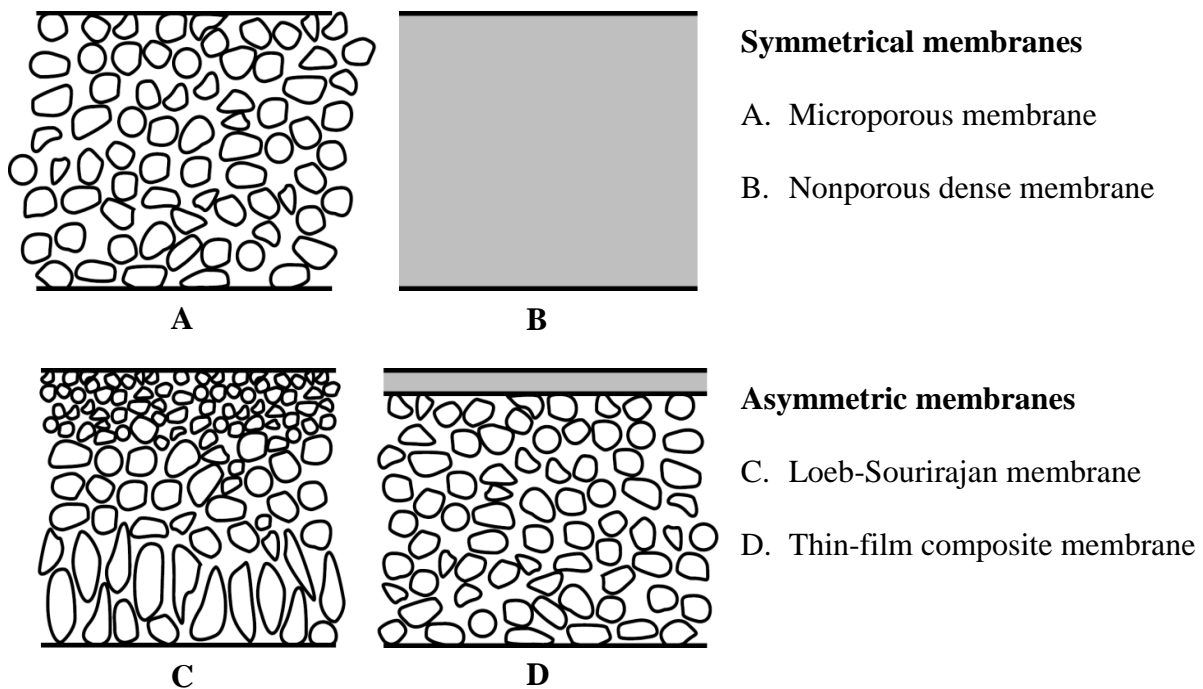 Symmetrical membranes
A. Microporous membrane
B. Nonporous dense membrane
A
B
Asymmetric membranes
C. Loeb-Sourirajan membrane
D. Thin-film composite membrane
C
D